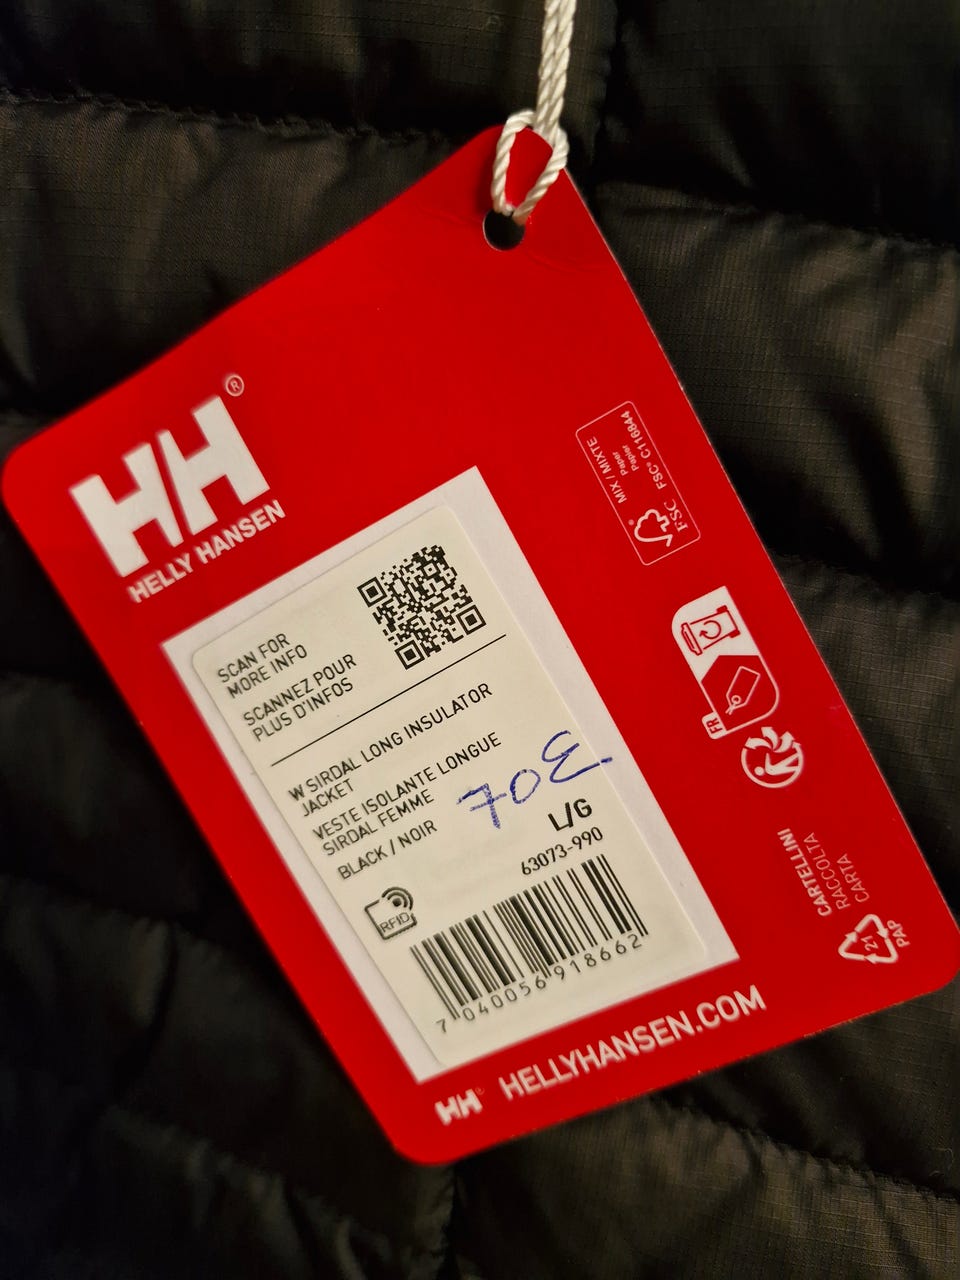 HH®
HELLY HANSEN
SCAN FOR
MORE INFO
SCANNEZ POUR
PLUS D'INFOS
W SIRDAL LONG INSULATOR
JACKET
VESTE ISOLANTE LONGUE
SIRDAL FEMME
BLACK / NOIR
70€
L/G
63073-990
RFID
7 040056 918662
HH® HELLYHANSEN.COM
MIX / MIXTE
Paper
Papier
FSC® C116844
FSC
FR
CARTELLINI
RACCOLTA
CARTA
21
PAP